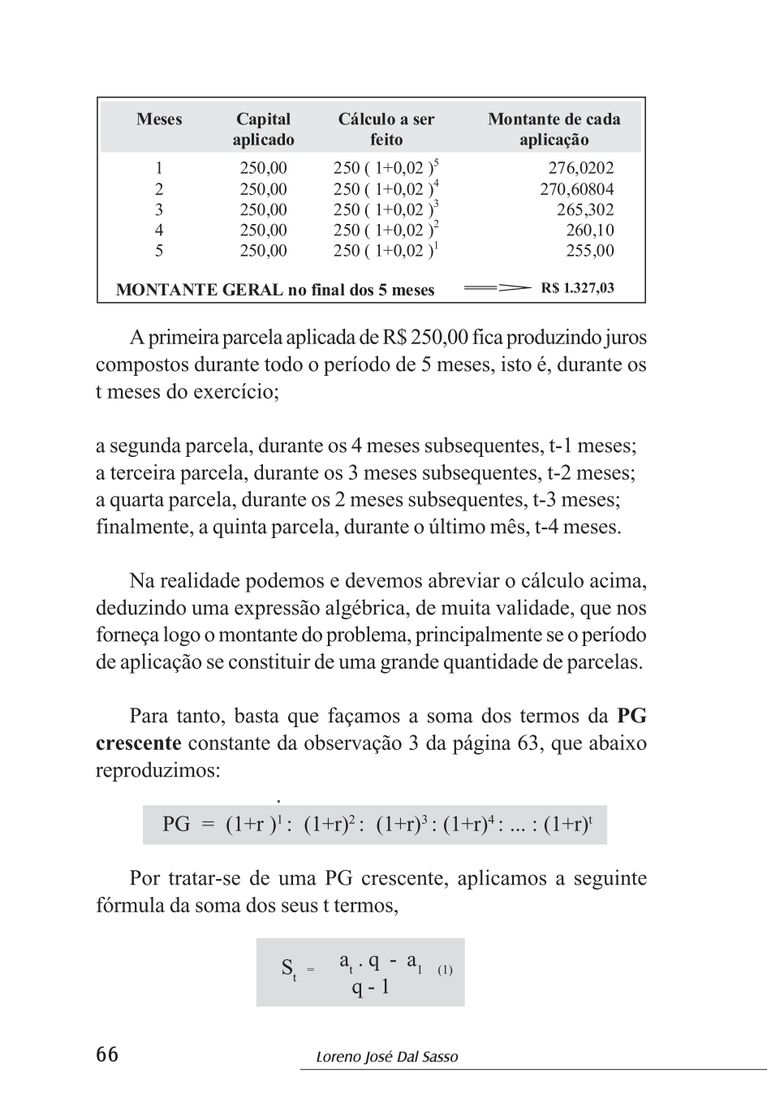 Meses Capital aplicado Cálculo a ser feito Montante de cada aplicação
1 250,00 250 ( 1+0,02 )⁵ 276,0202
2 250,00 250 ( 1+0,02 )⁴ 270,60804
3 250,00 250 ( 1+0,02 )³ 265,302
4 250,00 250 ( 1+0,02 )² 260,10
5 250,00 250 ( 1+0,02 )¹ 255,00
MONTANTE GERAL no final dos 5 meses R$ 1.327,03
A primeira parcela aplicada de R$ 250,00 fica produzindo juros
compostos durante todo o período de 5 meses, isto é, durante os
t meses do exercício;
a segunda parcela, durante os 4 meses subsequentes, t-1 meses;
a terceira parcela, durante os 3 meses subsequentes, t-2 meses;
a quarta parcela, durante os 2 meses subsequentes, t-3 meses;
finalmente, a quinta parcela, durante o último mês, t-4 meses.
Na realidade podemos e devemos abreviar o cálculo acima,
deduzindo uma expressão algébrica, de muita validade, que nos
forneça logo o montante do problema, principalmente se o período
de aplicação se constituir de uma grande quantidade de parcelas.
Para tanto, basta que façamos a soma dos termos da PG
crescente constante da observação 3 da página 63, que abaixo
reproduzimos:
PG = (1+r )¹ : (1+r)² : (1+r)³ : (1+r)⁴ : ... : (1+r)ᵗ
Por tratar-se de uma PG crescente, aplicamos a seguinte
fórmula da soma dos seus t termos,
Sₜ = aₜ . q - a₁ (1)
q - 1
66 Loreno José Dal Sasso